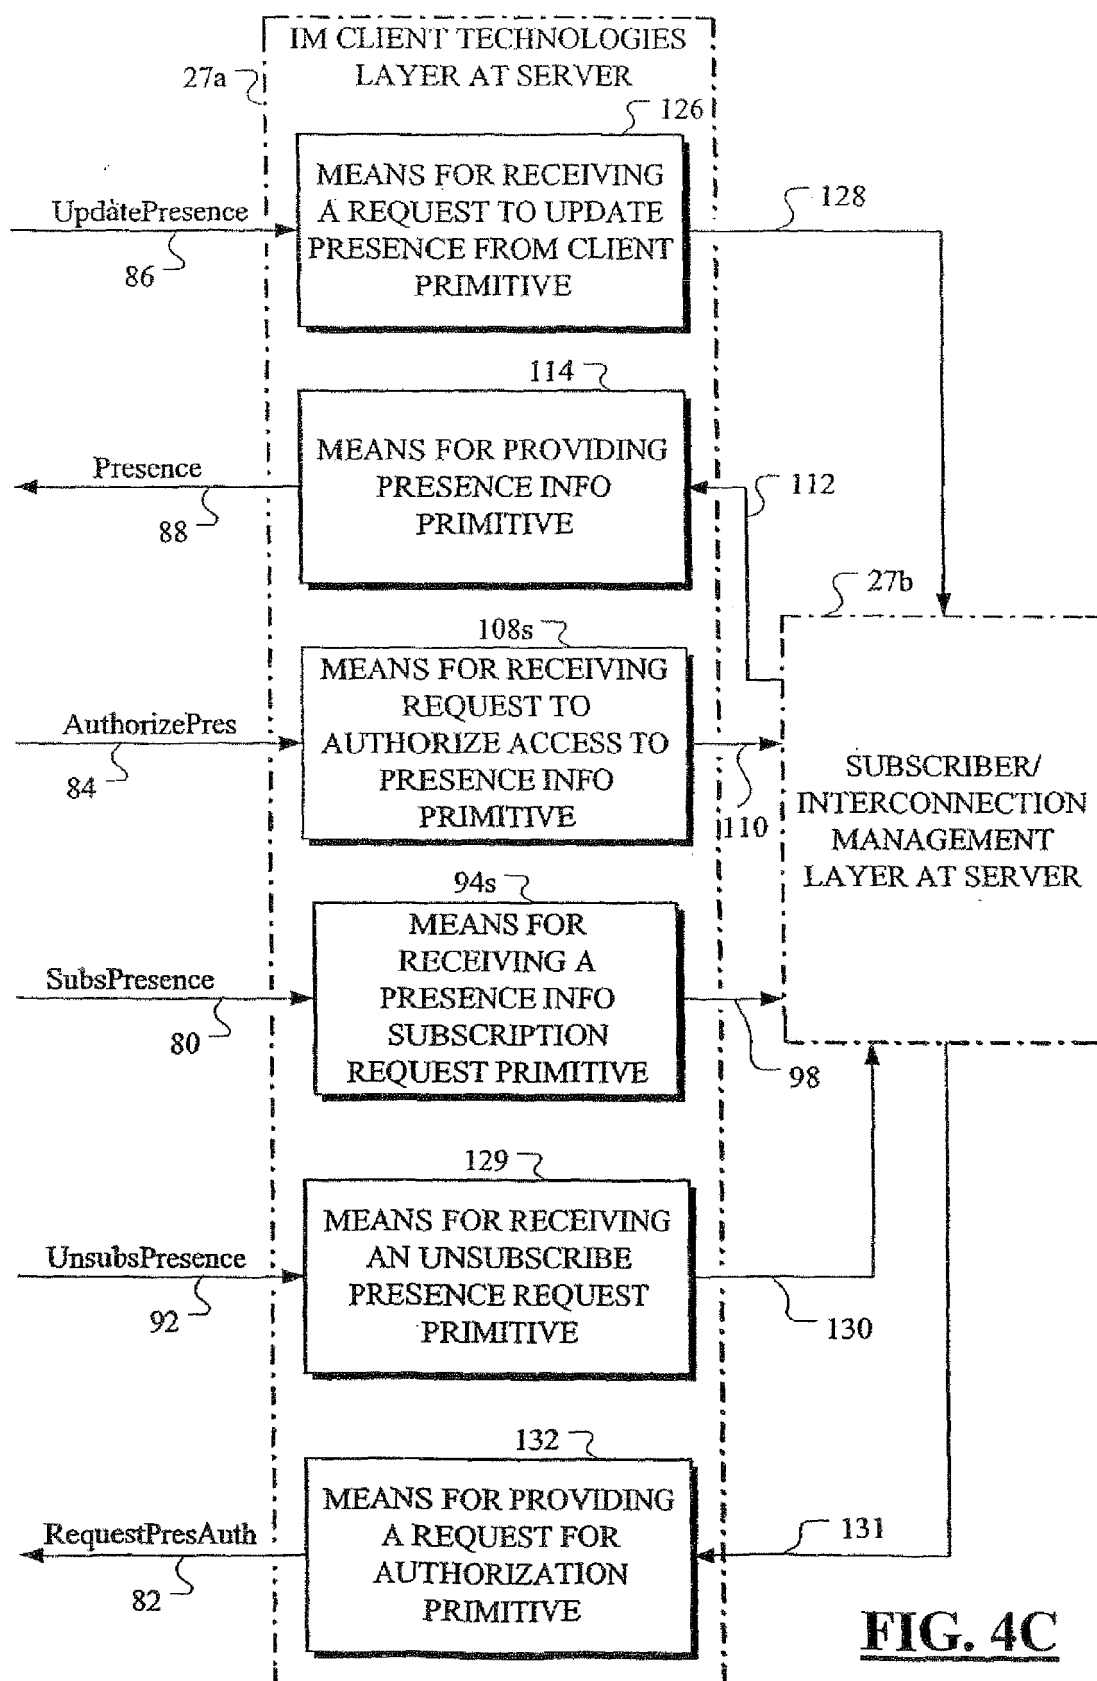 IM CLIENT TECHNOLOGIES
LAYER AT SERVER
27a
126
MEANS FOR RECEIVING
A REQUEST TO UPDATE
PRESENCE FROM CLIENT
PRIMITIVE
UpdatePresence
86
128
114
MEANS FOR PROVIDING
PRESENCE INFO
PRIMITIVE
Presence
88
112
27b
108s
MEANS FOR RECEIVING
REQUEST TO
AUTHORIZE ACCESS TO
PRESENCE INFO
PRIMITIVE
AuthorizePres
84
110
SUBSCRIBER/
INTERCONNECTION
MANAGEMENT
LAYER AT SERVER
94s
MEANS FOR
RECEIVING A
PRESENCE INFO
SUBSCRIPTION
REQUEST PRIMITIVE
SubsPresence
80
98
129
MEANS FOR RECEIVING
AN UNSUBSCRIBE
PRESENCE REQUEST
PRIMITIVE
UnsubsPresence
92
130
132
MEANS FOR PROVIDING
A REQUEST FOR
AUTHORIZATION
PRIMITIVE
RequestPresAuth
82
131
FIG. 4C